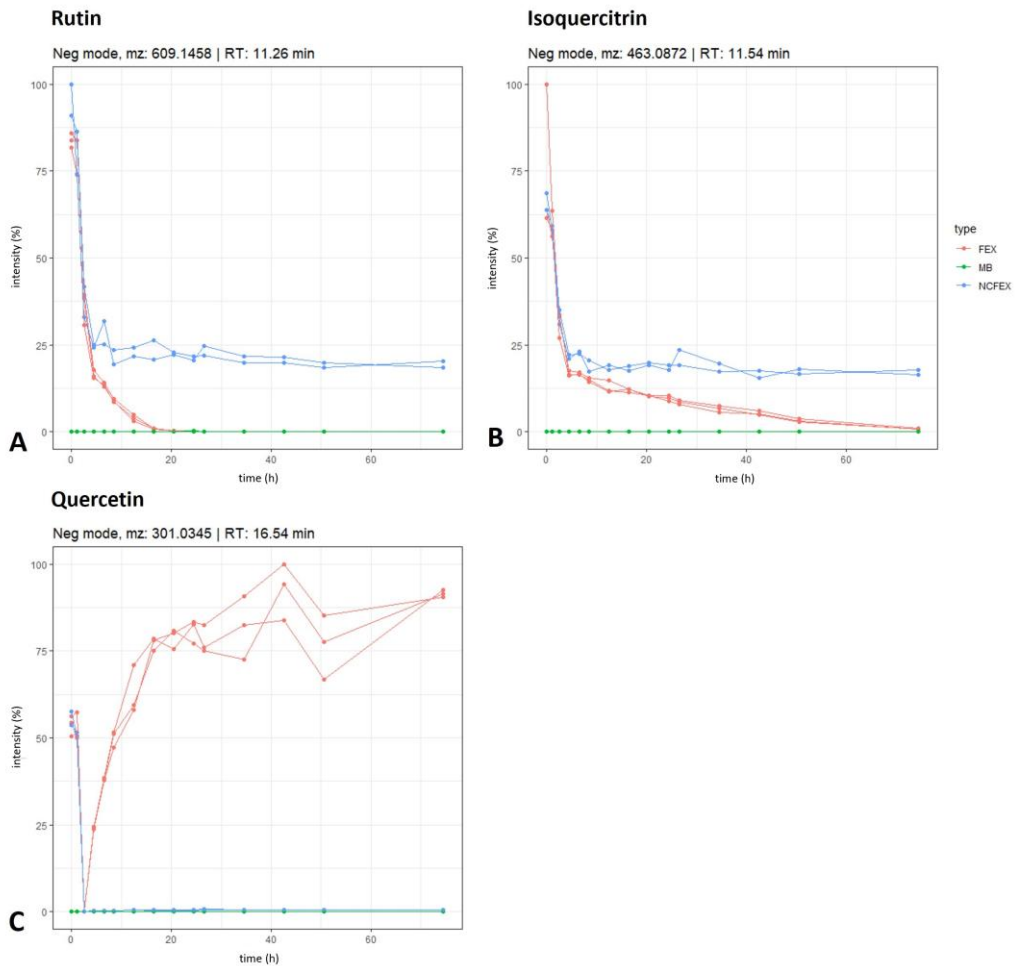 Rutin
Neg mode, mz: 609.1458 | RT: 11.26 min
100
75
50
25
0
intensity (%)
0
20
40
60
time (h)
A
Isoquercitrin
Neg mode, mz: 463.0872 | RT: 11.54 min
100
75
50
25
0
intensity (%)
0
20
40
60
time (h)
B
type
FEX
MB
NCFEX
Quercetin
Neg mode, mz: 301.0345 | RT: 16.54 min
100
75
50
25
0
intensity (%)
0
20
40
60
time (h)
C